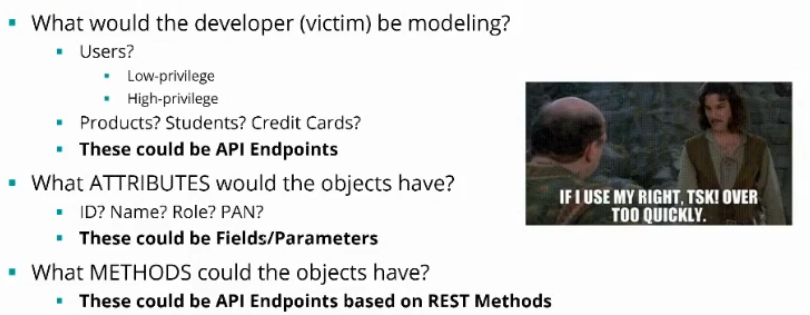 What would the developer (victim) be modeling?
Users?
Low-privilege
High-privilege
Products? Students? Credit Cards?
These could be API Endpoints
What ATTRIBUTES would the objects have?
ID? Name? Role? PAN?
These could be Fields/Parameters
What METHODS could the objects have?
These could be API Endpoints based on REST Methods
IF I USE MY RIGHT, TSK! OVER
TOO QUICKLY.